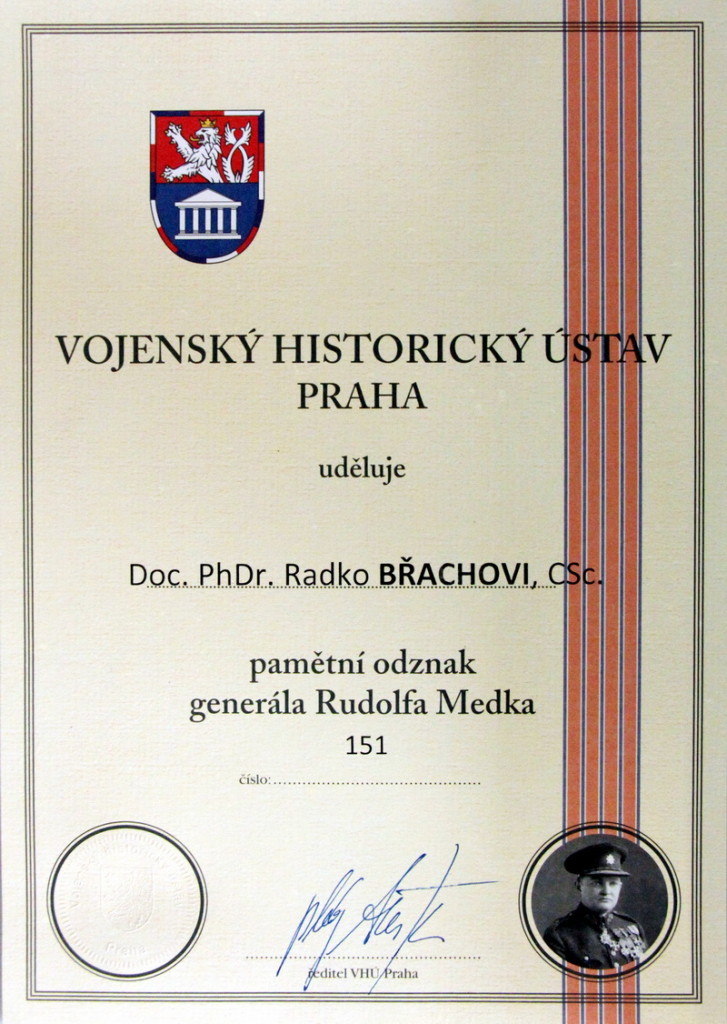 VOJENSKÝ HISTORICKÝ ÚSTAV
PRAHA
uděluje
Doc. PhDr. Radko BŘACHOVI, CSc.
pamětní odznak
generála Rudolfa Medka
151
číslo:
ředitel VHÚ Praha